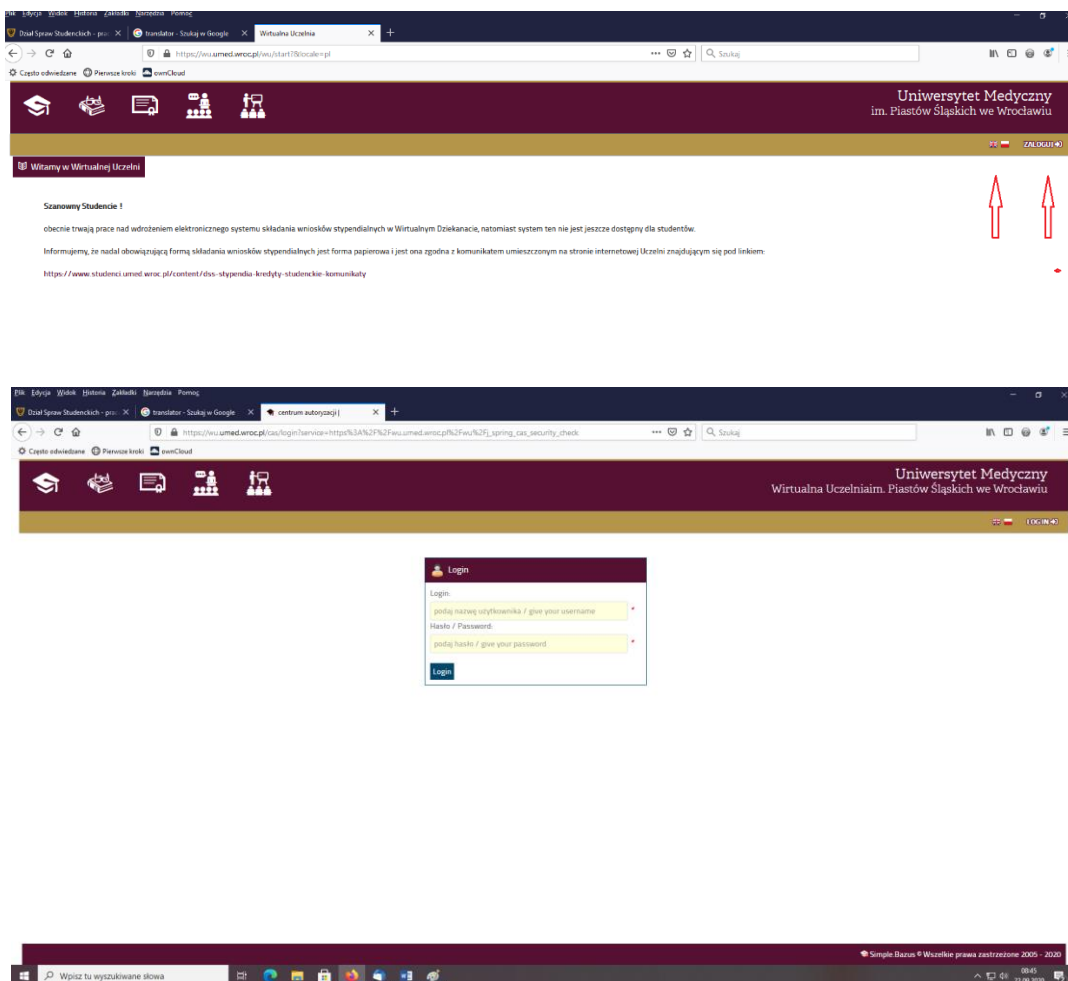 Plik Edycja Widok Historia Zakładki Narzędzia Pomoc
Dział Spraw Studenckich - pra translator - Szukaj w Google Wirtualna Uczelnia
https://wu.umed.wroc.pl/wu/start?&locale=pl Szukaj
Często odwiedzane Pierwsze kroki ownCloud
Uniwersytet Medyczny
im. Piastów Śląskich we Wrocławiu
ZALOGUJ
Witamy w Wirtualnej Uczelni
Szanowny Studencie !
obecnie trwają prace nad wdrożeniem elektronicznego systemu składania wniosków stypendialnych w Wirtualnym Dziekanacie, natomiast system ten nie jest jeszcze dostępny dla studentów.
Informujemy, że nadal obowiązującą formą składania wniosków stypendialnych jest forma papierowa i jest ona zgodna z komunikatem umieszczonym na stronie internetowej Uczelni znajdującym się pod linkiem:
https://www.studenci.umed.wroc.pl/content/dss-stypendia-kredyty-studenckie-komunikaty
Plik Edycja Widok Historia Zakładki Narzędzia Pomoc
Dział Spraw Studenckich - pra translator - Szukaj w Google centrum autoryzacji |
https://wu.umed.wroc.pl/cas/login?service=https%3A%2F%2Fwu.umed.wroc.pl%2Fwu%2Fj_spring_cas_security_check Szukaj
Często odwiedzane Pierwsze kroki ownCloud
Uniwersytet Medyczny
Wirtualna Uczelniaim. Piastów Śląskich we Wrocławiu
LOGIN
Login
Login:
podaj nazwę użytkownika / give your username *
Hasło / Password:
podaj hasło / give your password *
Login
Simple.Bazus © Wszelkie prawa zastrzeżone 2005 - 2020
Wpisz tu wyszukiwane słowa
08:45
22.09.2020